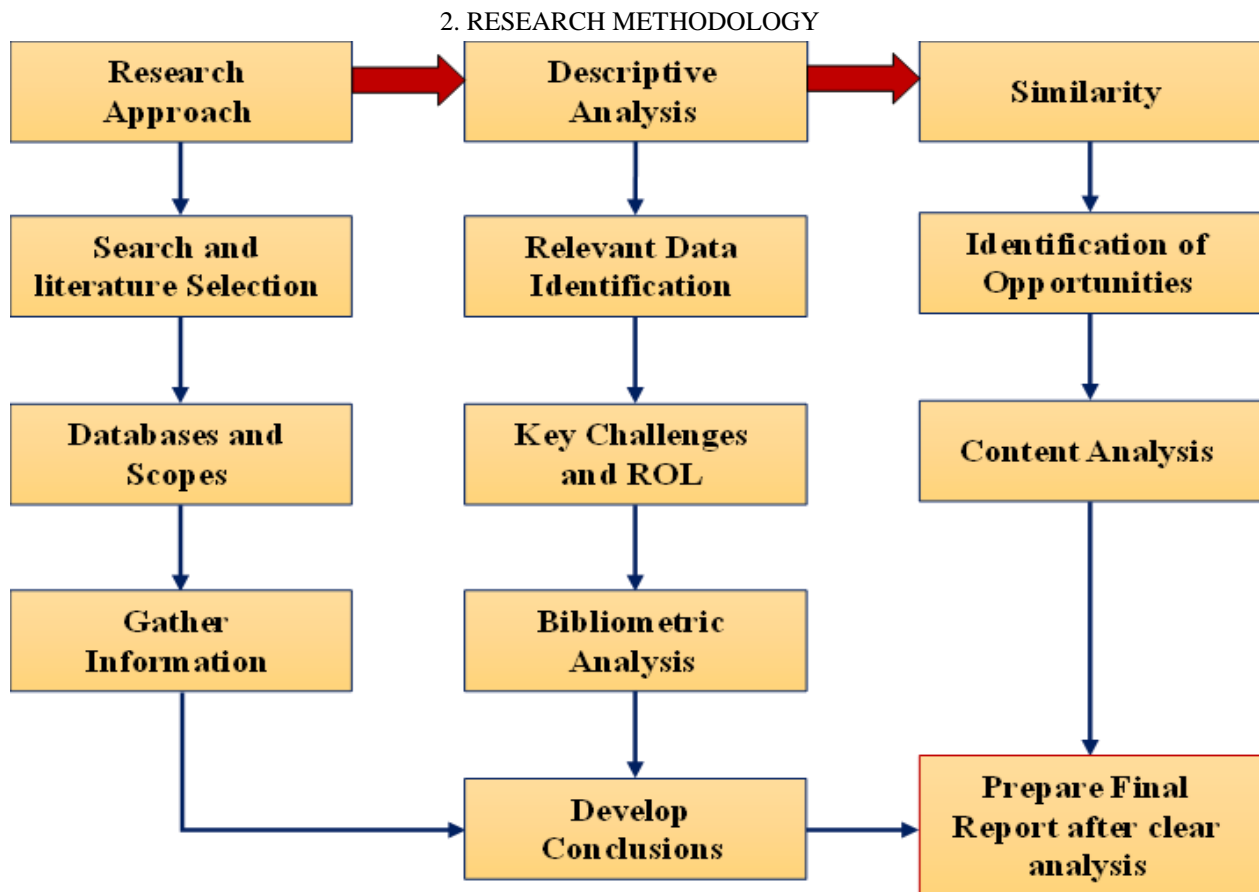 2. RESEARCH METHODOLOGY
Research
Approach
Descriptive
Analysis
Similarity
Search and
literature Selection
Relevant Data
Identification
Identification of
Opportunities
Databases and
Scopes
Key Challenges
and ROL
Content Analysis
Gather
Information
Bibliometric
Analysis
Develop
Conclusions
Prepare Final
Report after clear
analysis